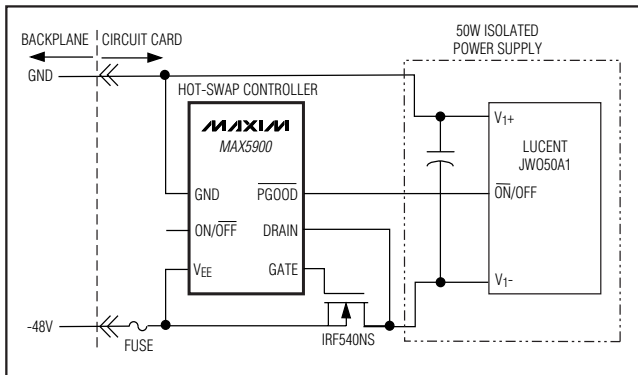 BACKPLANE
CIRCUIT CARD
GND
HOT-SWAP CONTROLLER
MAXIM
MAX5900
GND
PGOOD
ON/OFF
DRAIN
VEE
GATE
-48V
FUSE
IRF540NS
50W ISOLATED
POWER SUPPLY
V1+
LUCENT
JWO50A1
ON/OFF
V1-